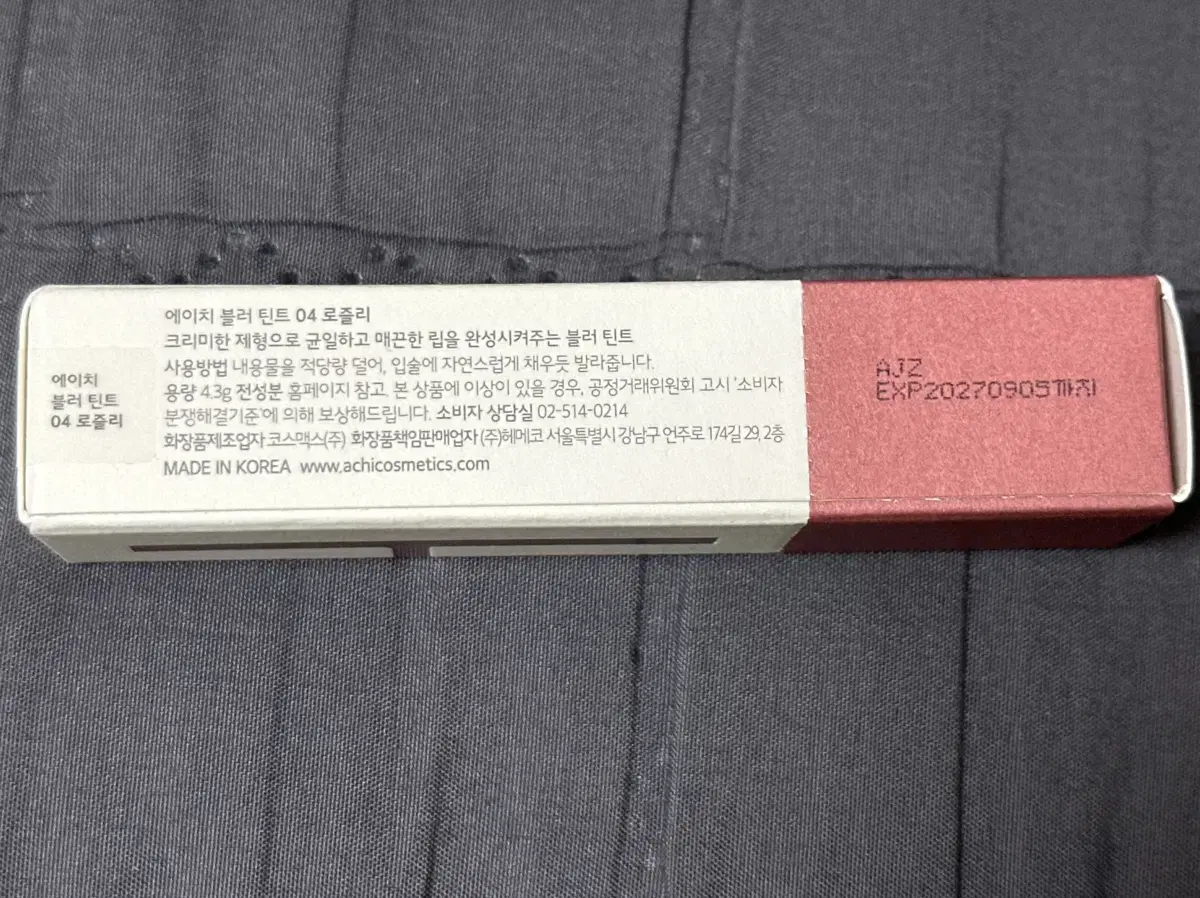 에이치
블러 틴트
04 로즐리
에이치 블러 틴트 04 로즐리
크리미한 제형으로 균일하고 매끈한 립을 완성시켜주는 블러 틴트
사용방법 내용물을 적당량 덜어, 입술에 자연스럽게 채우듯 발라줍니다.
용량 4.3g 전성분 홈페이지 참고. 본 상품에 이상이 있을 경우, 공정거래위원회 고시 '소비자
분쟁해결기준'에 의해 보상해드립니다. 소비자 상담실 02-514-0214
화장품제조업자 코스맥스(주) 화장품책임판매업자 (주)헤메코 서울특별시 강남구 언주로 174길 29, 2층
MADE IN KOREA www.achicosmetics.com
AJZ
EXP20270905까지